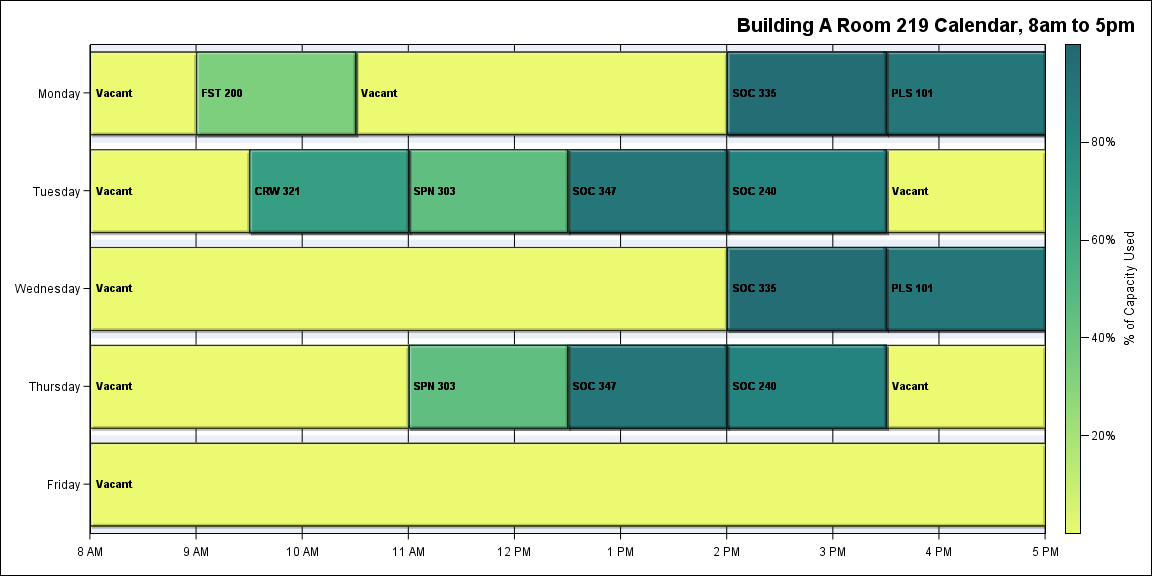 Building A Room 219 Calendar, 8am to 5pm
Monday
Vacant
FST 200
Vacant
SOC 335
PLS 101
Tuesday
Vacant
CRW 321
SPN 303
SOC 347
SOC 240
Vacant
Wednesday
Vacant
SOC 335
PLS 101
Thursday
Vacant
SPN 303
SOC 347
SOC 240
Vacant
Friday
Vacant
8 AM
9 AM
10 AM
11 AM
12 PM
1 PM
2 PM
3 PM
4 PM
5 PM
80%
60%
40%
20%
% of Capacity Used